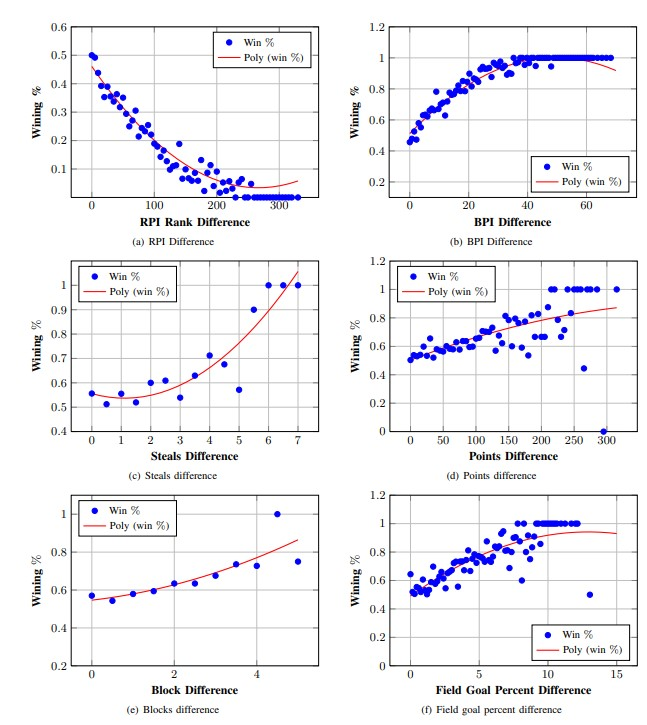 0.6
0.5
0.4
0.3
0.2
0.1
0
100
200
300
Wining %
RPI Rank Difference
Win %
Poly (win %)
(a) RPI Difference
1.2
1
0.8
0.6
0.4
0.2
0
20
40
60
Wining %
BPI Difference
Win %
Poly (win %)
(b) BPI Difference
1
0.9
0.8
0.7
0.6
0.5
0.4
0
1
2
3
4
5
6
7
Wining %
Steals Difference
Win %
Poly (win %)
(c) Steals difference
1.2
1
0.8
0.6
0.4
0.2
0
0
50
100
150
200
250
300
Wining %
Points Difference
Win %
Poly (win %)
(d) Points difference
1
0.8
0.6
0.4
0.2
0
2
4
Wining %
Block Difference
Win %
Poly (win %)
(e) Blocks difference
1.2
1
0.8
0.6
0.4
0.2
0
0
5
10
15
Wining %
Field Goal Percent Difference
Win %
Poly (win %)
(f) Field goal percent difference